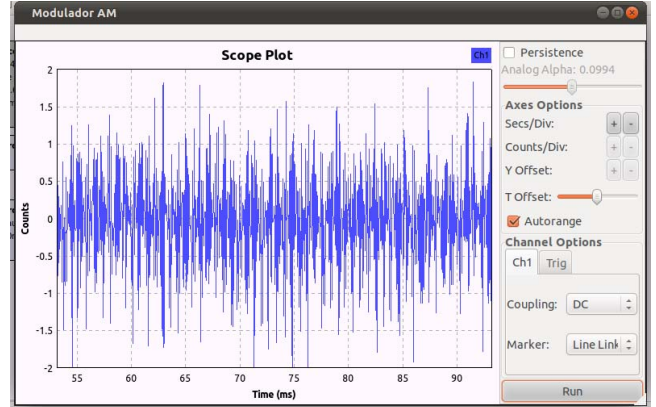 Modulador AM
Scope Plot
Ch1
2
1.5
1
0.5
0
-0.5
-1
-1.5
-2
Counts
55 60 65 70 75 80 85 90
Time (ms)
Persistence
Analog Alpha: 0.0994
Axes Options
Secs/Div: + -
Counts/Div: + -
Y Offset: + -
T Offset:
Autorange
Channel Options
Ch1 Trig
Coupling: DC
Marker: Line Link
Run